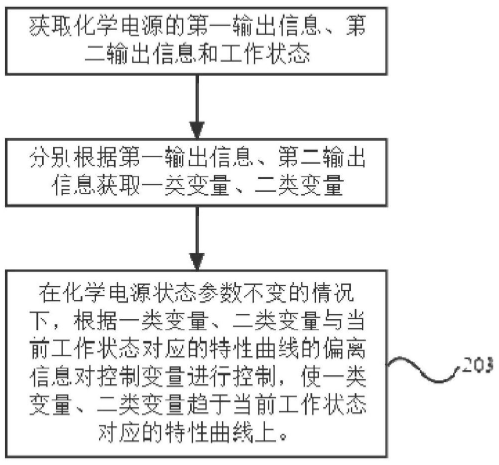 获取化学电源的第一输出信息、第
二输出信息和工作状态
分别根据第一输出信息、第二输出
信息获取一类变量、二类变量
在化学电源状态参数不变的情况
下，根据一类变量、二类变量与当
前工作状态对应的特性曲线的偏离
信息对控制变量进行控制，使一类
变量、二类变量趋于当前工作状态
对应的特性曲线上。
203